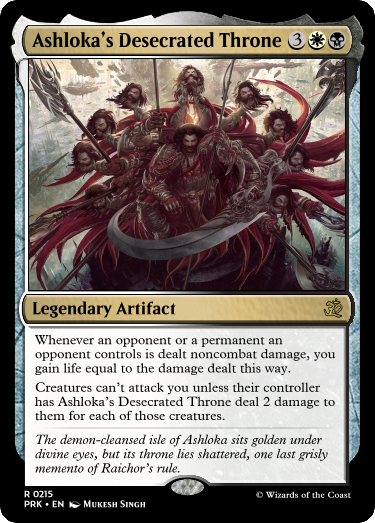 Ashloka's Desecrated Throne 3
Legendary Artifact
Whenever an opponent or a permanent an
opponent controls is dealt noncombat damage, you
gain life equal to the damage dealt this way.
Creatures can't attack you unless their controller
has Ashloka's Desecrated Throne deal 2 damage to
them for each of those creatures.
The demon-cleansed isle of Ashloka sits golden under
divine eyes, but its throne lies shattered, one last grisly
memento of Raichor's rule.
R 0215
PRK • EN Mukesh Singh © Wizards of the Coast